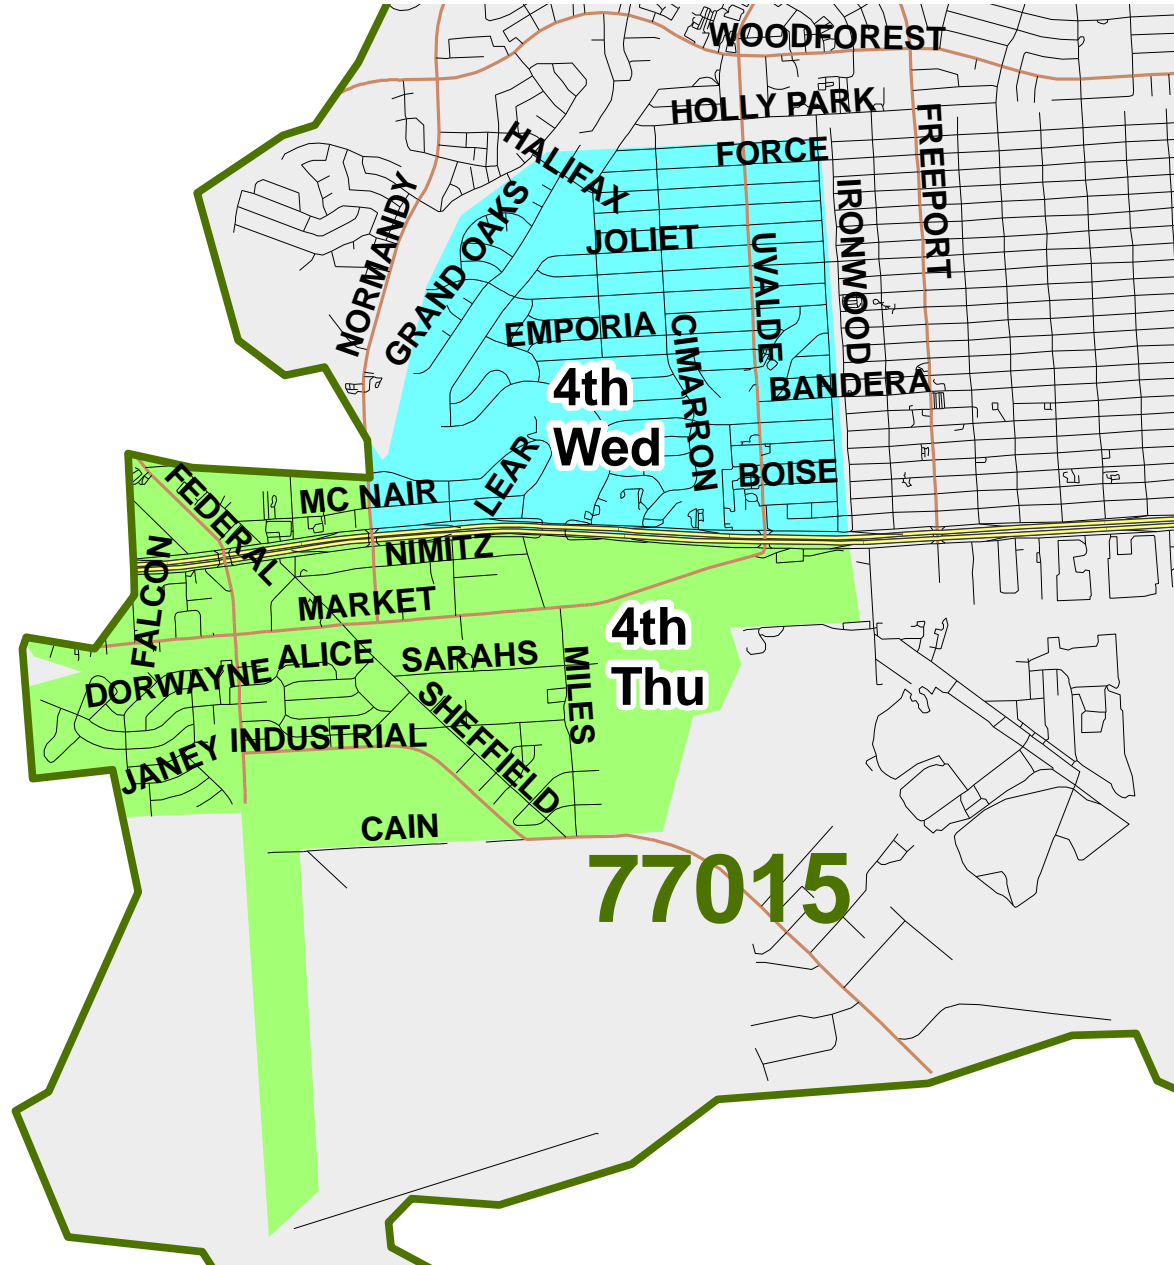 WOODFOREST
HOLLY PARK
FREEPORT
HALIFAX
FORCE
NORMANDY
GRAND OAKS
IRONWOOD
JOLIET
UVALDE
EMPORIA
CIMARRON
BANDERA
4th
Wed
LEAR
BOISE
FEDERAL
MC NAIR
NIMITZ
FALCON
MARKET
4th
Thu
ALICE
SARAHS
MILES
DORWAYNE
SHEFFIELD
JANEY
INDUSTRIAL
CAIN
77015